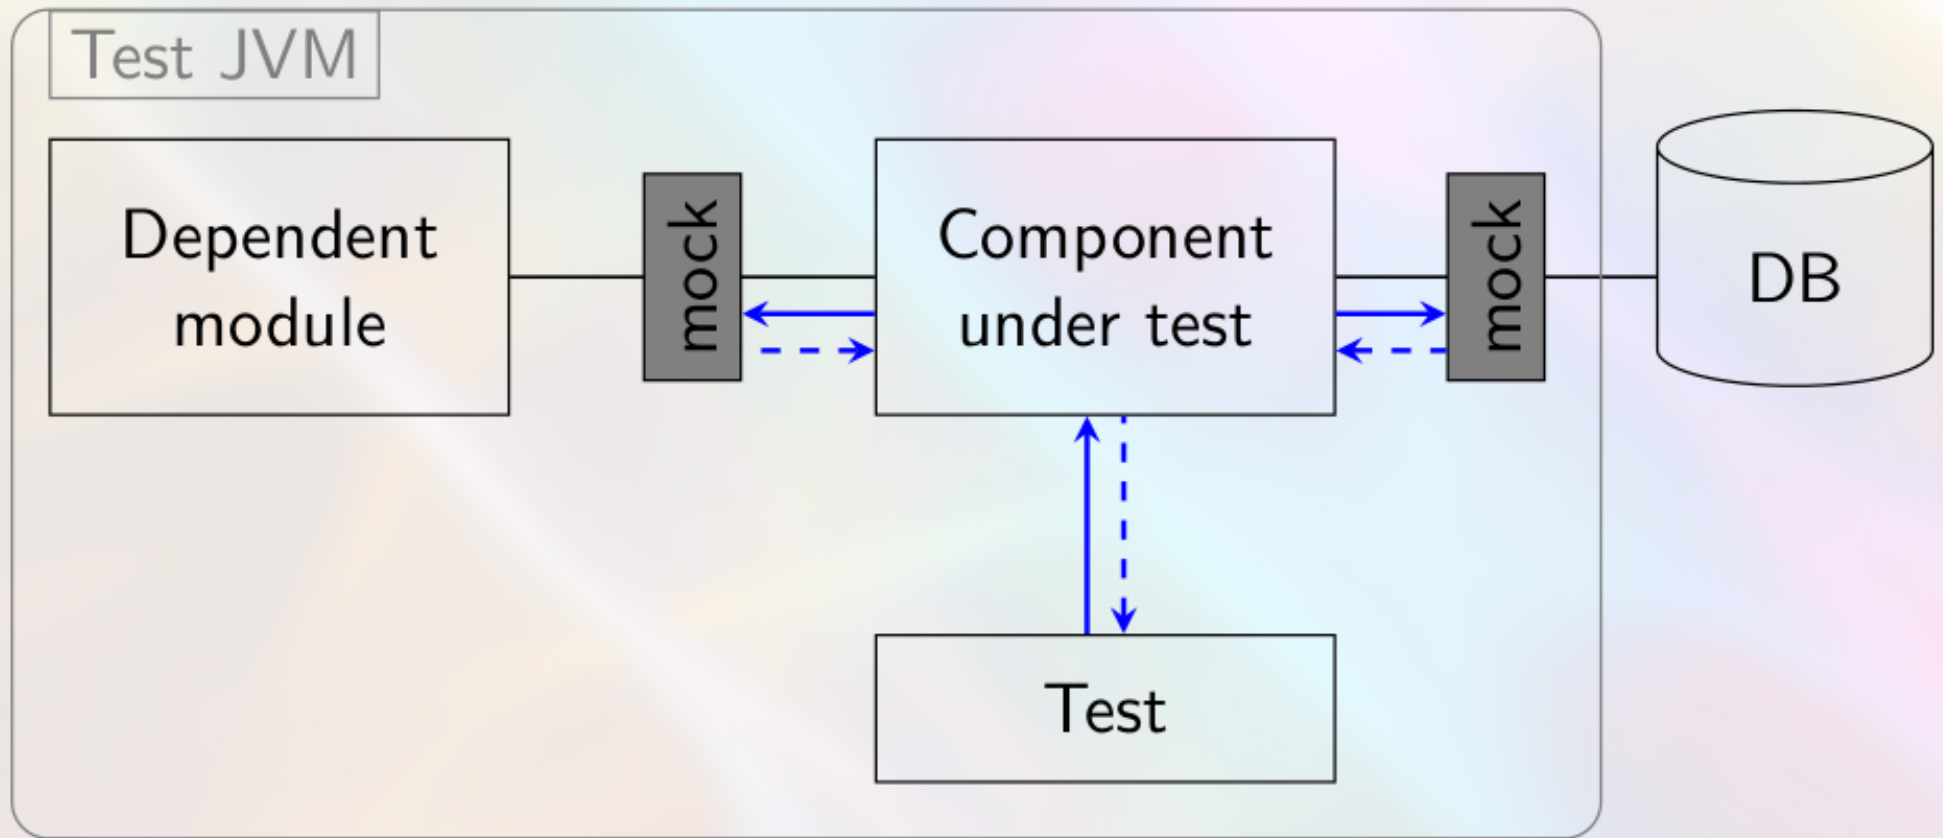 Test JVM
Dependent
module
mock
Component
under test
mock
DB
Test